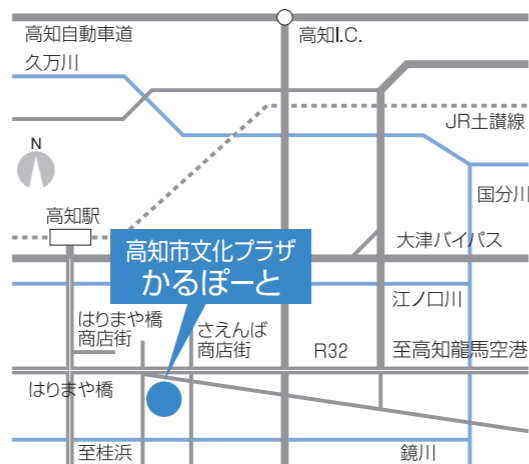 高知自動車道
高知I.C.
久万川
JR土讃線
N
国分川
高知駅
大津バイパス
高知市文化プラザ
かるぽーと
江ノ口川
はりまや橋
商店街
さえんば
商店街
R32
至高知龍馬空港
はりまや橋
至桂浜
鏡川